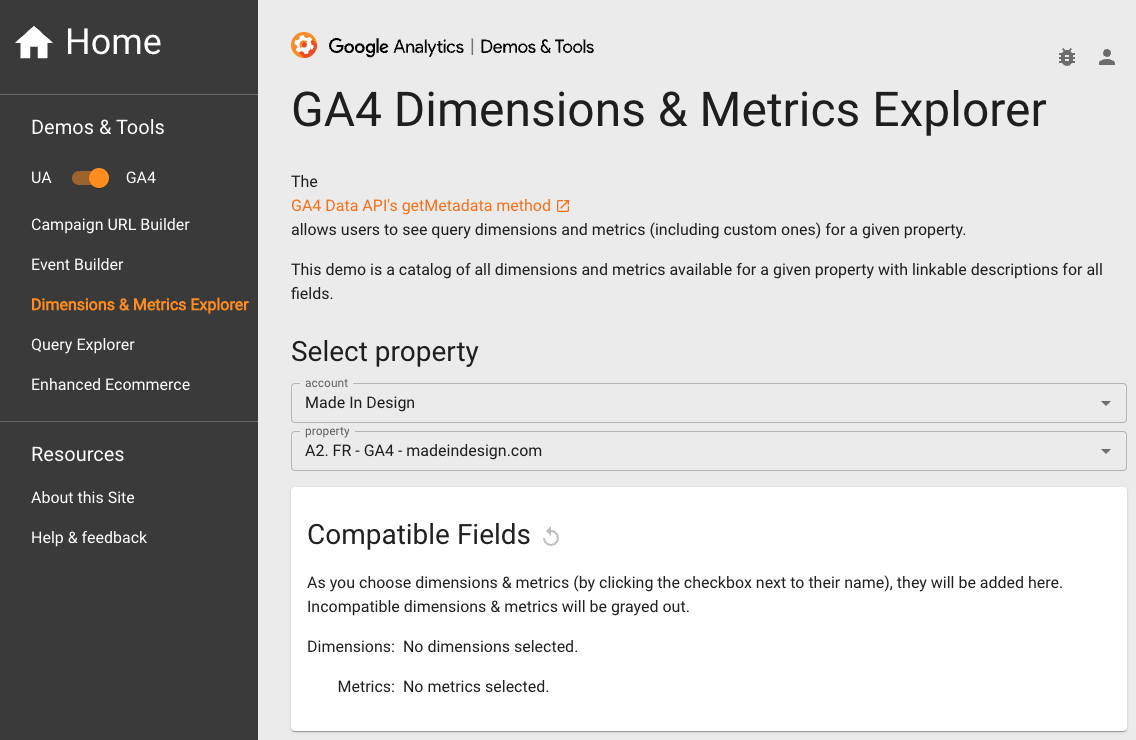 Home
Demos & Tools
UA GA4
Campaign URL Builder
Event Builder
Dimensions & Metrics Explorer
Query Explorer
Enhanced Ecommerce
Resources
About this Site
Help & feedback
Google Analytics | Demos & Tools
GA4 Dimensions & Metrics Explorer
The
GA4 Data API's getMetadata method
allows users to see query dimensions and metrics (including custom ones) for a given property.
This demo is a catalog of all dimensions and metrics available for a given property with linkable descriptions for all
fields.
Select property
account
Made In Design
property
A2. FR - GA4 - madeindesign.com
Compatible Fields
As you choose dimensions & metrics (by clicking the checkbox next to their name), they will be added here.
Incompatible dimensions & metrics will be grayed out.
Dimensions: No dimensions selected.
Metrics: No metrics selected.